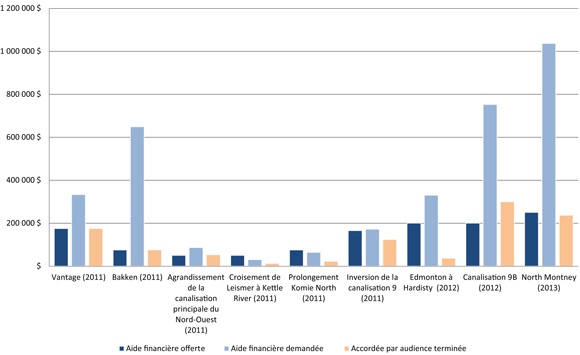 1 200 000 $
1 000 000 $
800 000 $
600 000 $
400 000 $
200 000 $
$
Vantage (2011)
Bakken (2011)
Agrandissement
de la
canalisation
principale du
Nord-Ouest
(2011)
Croisement de
Leismer à Kettle
River (2011)
Prolongement
Komie North
(2011)
Inversion de la
canalisation 9
(2011)
Edmonton à
Hardisty (2012)
Canalisation 9B
(2012)
North Montney
(2013)
Aide financière offerte
Aide financière demandée
Accordée par audience terminée